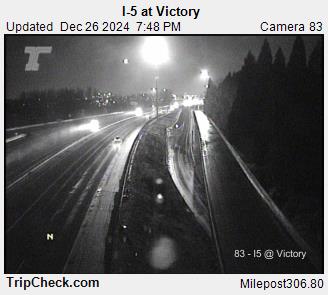 I-5 at Victory
Updated Dec 26 2024 7:48 PM Camera 83
T
N
83 - I5 @ Victory
TripCheck.com Milepost306.80